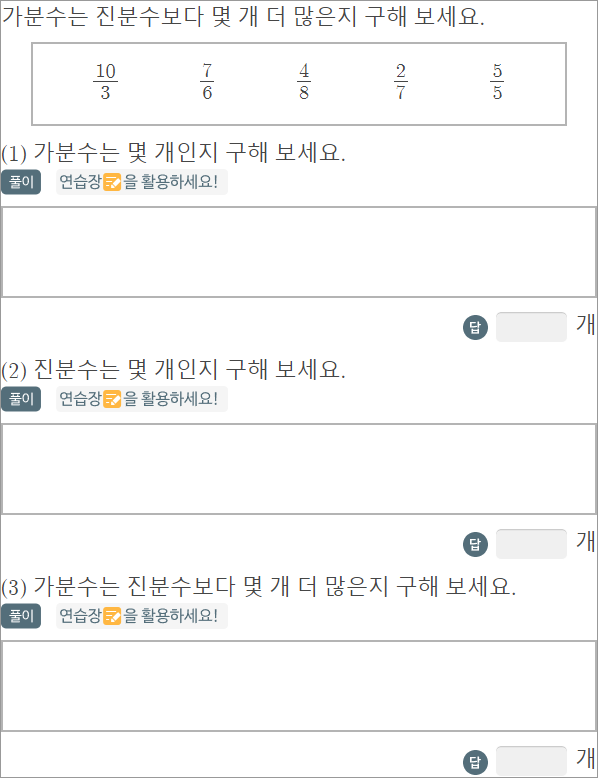 가분수는 진분수보다 몇 개 더 많은지 구해 보세요.
10/3 7/6 4/8 2/7 5/5
(1) 가분수는 몇 개인지 구해 보세요.
풀이 연습장을 활용하세요!
답 개
(2) 진분수는 몇 개인지 구해 보세요.
풀이 연습장을 활용하세요!
답 개
(3) 가분수는 진분수보다 몇 개 더 많은지 구해 보세요.
풀이 연습장을 활용하세요!
답 개